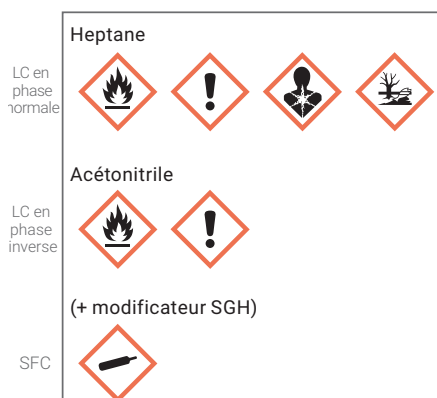 Heptane
LC en
phase
normale
Acétonitrile
LC en
phase
inverse
(+ modificateur SGH)
SFC